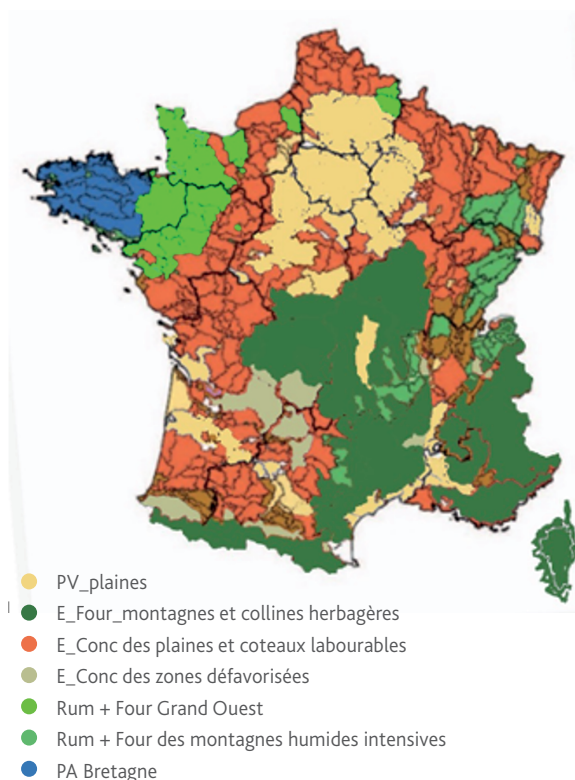 PV_plaines
E_Four_montagnes et collines herbagères
E_Conc des plaines et coteaux labourables
E_Conc des zones défavorisées
Rum + Four Grand Ouest
Rum + Four des montagnes humides intensives
PA Bretagne